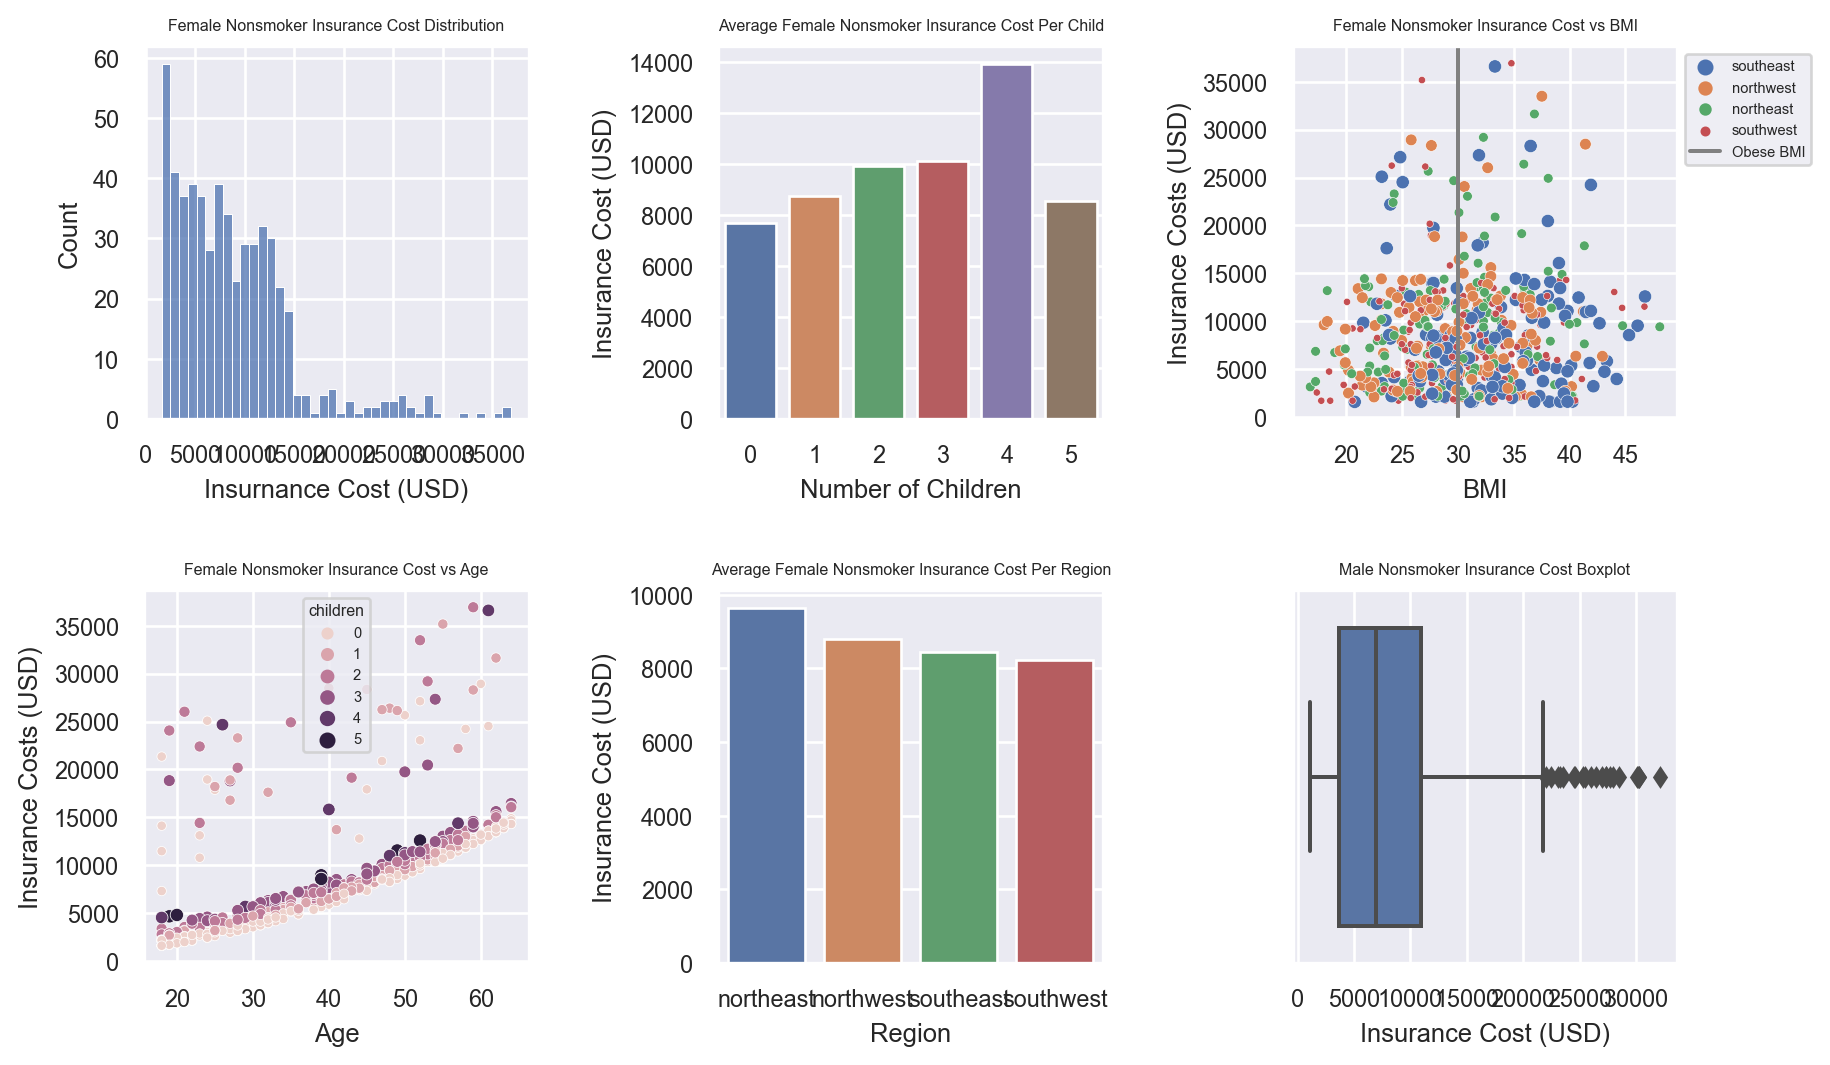 Female Nonsmoker Insurance Cost Distribution
60
50
40
30
20
10
0
Count
0 5000 10000 15000 20000 25000 30000 35000
Insurnance Cost (USD)
Average Female Nonsmoker Insurance Cost Per Child
14000
12000
10000
8000
6000
4000
2000
0
Insurance Cost (USD)
0 1 2 3 4 5
Number of Children
Female Nonsmoker Insurance Cost vs BMI
35000
30000
25000
20000
15000
10000
5000
0
Insurance Costs (USD)
20 25 30 35 40 45
BMI
southeast
northwest
northeast
southwest
Obese BMI
Female Nonsmoker Insurance Cost vs Age
35000
30000
25000
20000
15000
10000
5000
0
Insurance Costs (USD)
children
0
1
2
3
4
5
20 30 40 50 60
Age
Average Female Nonsmoker Insurance Cost Per Region
10000
8000
6000
4000
2000
0
Insurance Cost (USD)
northeast northwest southeast southwest
Region
Male Nonsmoker Insurance Cost Boxplot
0 5000 10000 15000 20000 25000 30000
Insurance Cost (USD)